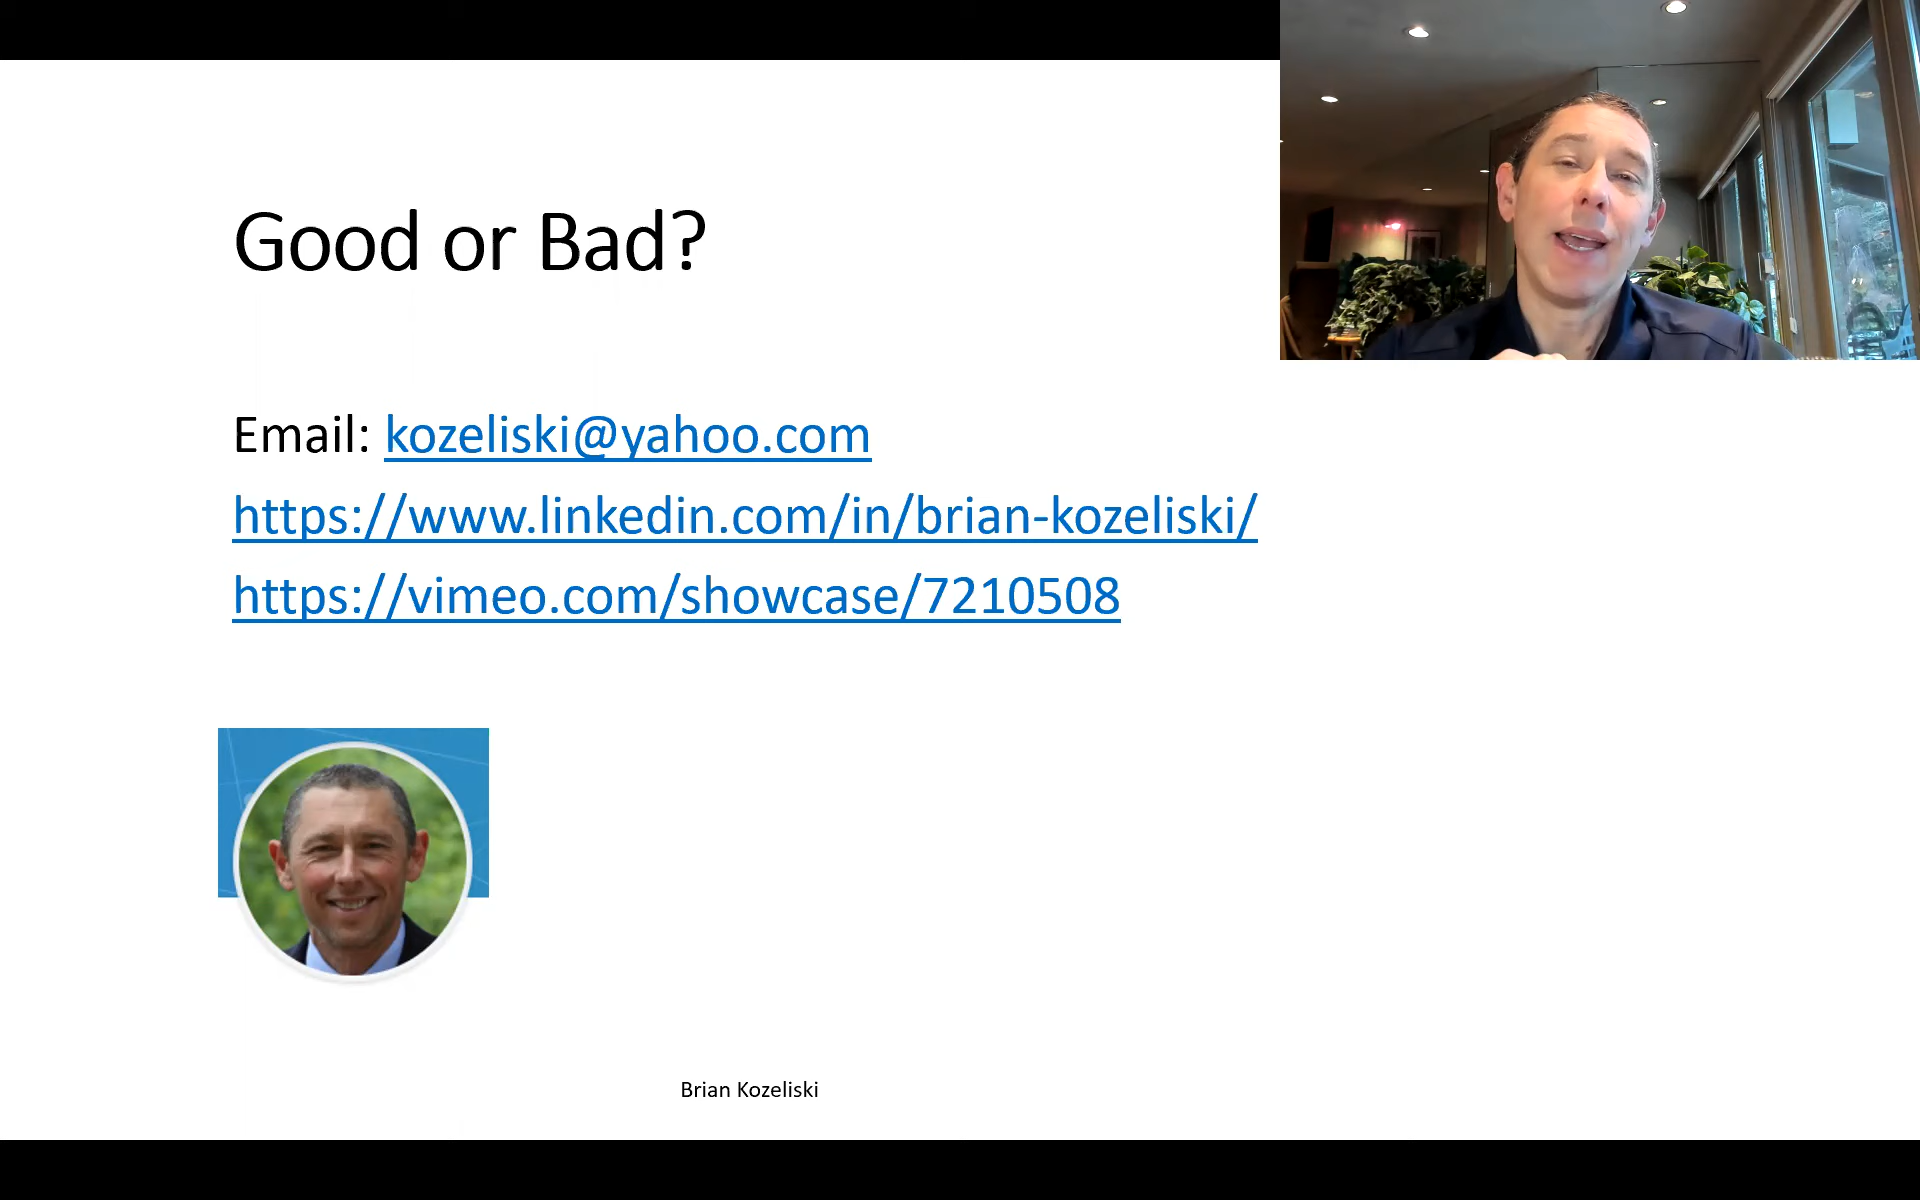 Good or Bad?
Email: kozeliski@yahoo.com
https://www.linkedin.com/in/brian-kozeliski/
https://vimeo.com/showcase/7210508
Brian Kozeliski